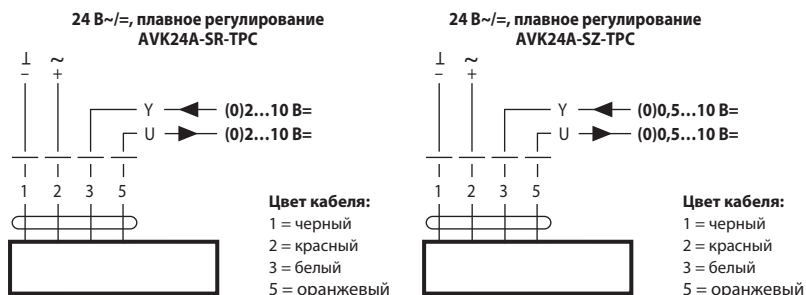 24 В~/=, плавное регулирование
AVK24A-SR-TPC
⊥ ~
– +
Y (0)2…10 В=
U (0)2…10 В=
1 2 3 5
Цвет кабеля:
1 = черный
2 = красный
3 = белый
5 = оранжевый
24 В~/=, плавное регулирование
AVK24A-SZ-TPC
⊥ ~
– +
Y (0)0,5…10 В=
U (0)0,5…10 В=
1 2 3 5
Цвет кабеля:
1 = черный
2 = красный
3 = белый
5 = оранжевый